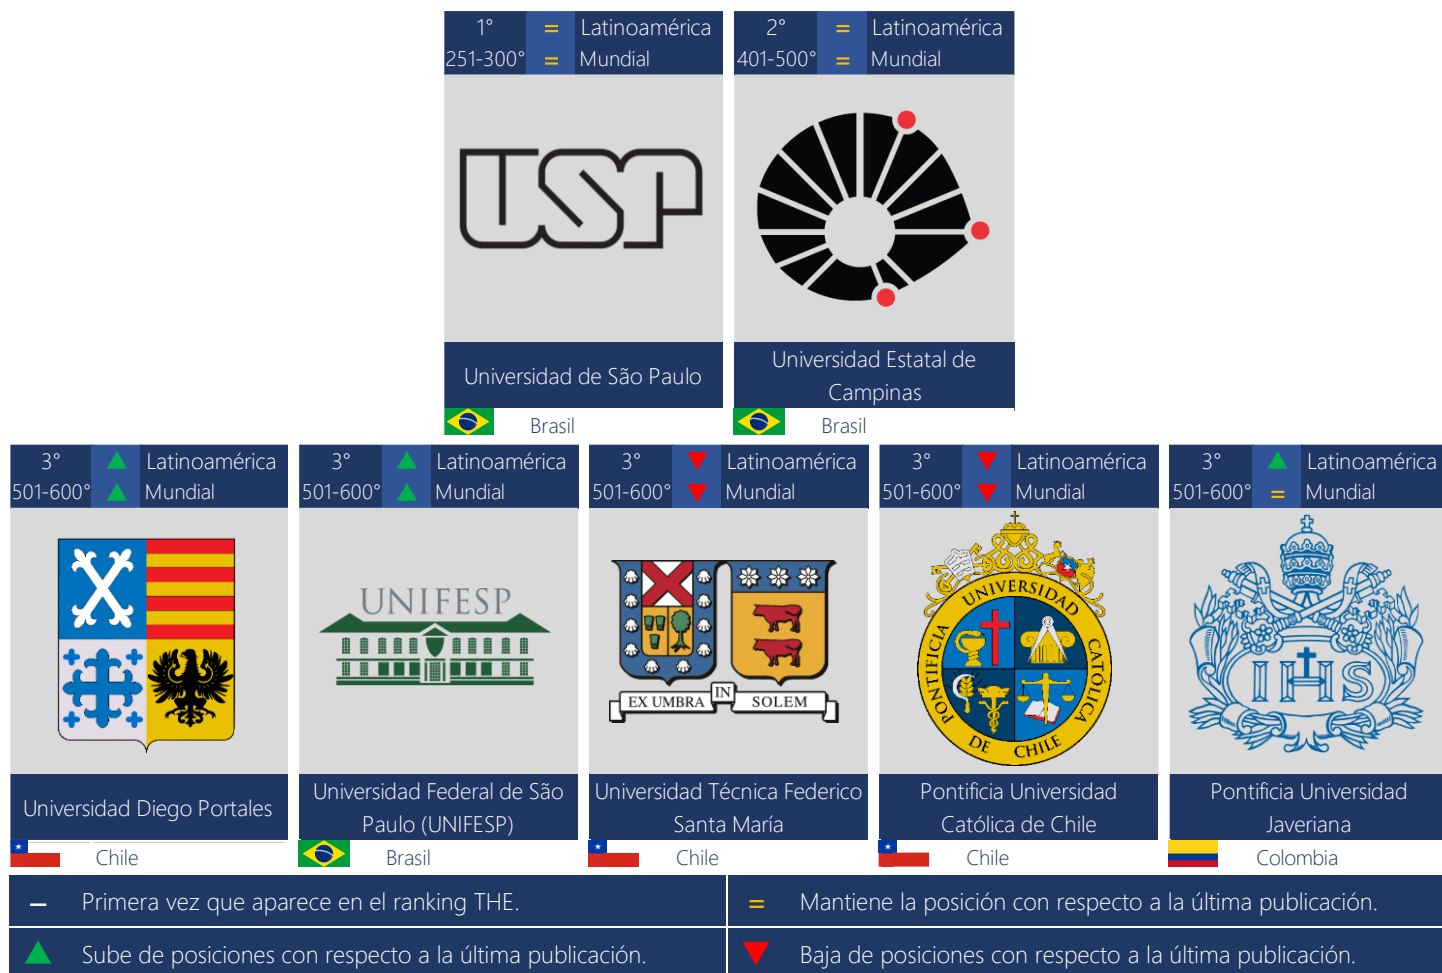 1° = Latinoamérica
251-300° = Mundial
2° = Latinoamérica
401-500° = Mundial
USP
Universidad de São Paulo
Universidad Estatal de
Campinas
Brasil
Brasil
3° ▲ Latinoamérica
501-600° ▲ Mundial
3° ▲ Latinoamérica
501-600° ▲ Mundial
3° ▼ Latinoamérica
501-600° ▼ Mundial
3° ▼ Latinoamérica
501-600° ▼ Mundial
3° ▲ Latinoamérica
501-600° = Mundial
UNIFESP
EX UMBRA IN SOLEM
PONTIFICIA UNIVERSIDAD CATÓLICA DE CHILE
IHS
Universidad Diego Portales
Universidad Federal de São
Paulo (UNIFESP)
Universidad Técnica Federico
Santa María
Pontificia Universidad
Católica de Chile
Pontificia Universidad
Javeriana
Chile
Brasil
Chile
Chile
Colombia
– Primera vez que aparece en el ranking THE.
= Mantiene la posición con respecto a la última publicación.
▲ Sube de posiciones con respecto a la última publicación.
▼ Baja de posiciones con respecto a la última publicación.